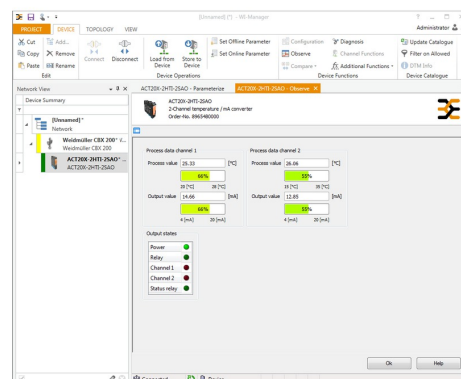 [Unnamed] (*) - WI-Manager
PROJECT DEVICE TOPOLOGY VIEW Administrator
Cut Add...
Copy Remove
Paste Rename
Connect Disconnect
Load from Device Store to Device
Set Offline Parameter
Set Online Parameter
Configuration Diagnosis
Observe Channel Functions
Compare Additional Functions
Update Catalogue
Filter on Allowed
DTM Info
Edit Device Operations Device Functions Device Catalogue
Network View
Device Summary
[Unnamed]*
Network
Weidmüller CBX 200*
Weidmüller CBX 200
ACT20X-2HTI-2SAO* ...
ACT20X-2HTI-2SAO
ACT20X-2HTI-2SAO - Parameterize ACT20X-2HTI-2SAO - Observe
ACT20X-2HTI-2SAO
2-Channel temperature / mA converter
Order-No. 8965480000
Process data channel 1 Process data channel 2
Process value 25.33 [°C] Process value 26.06 [°C]
66% 55%
20 [°C] 28 [°C] 15 [°C] 35 [°C]
Output value 14.66 [mA] Output value 12.85 [mA]
66% 55%
4 [mA] 20 [mA] 4 [mA] 20 [mA]
Output states
Power
Relay
Channel 1
Channel 2
Status relay
Ok Help
Connected Device